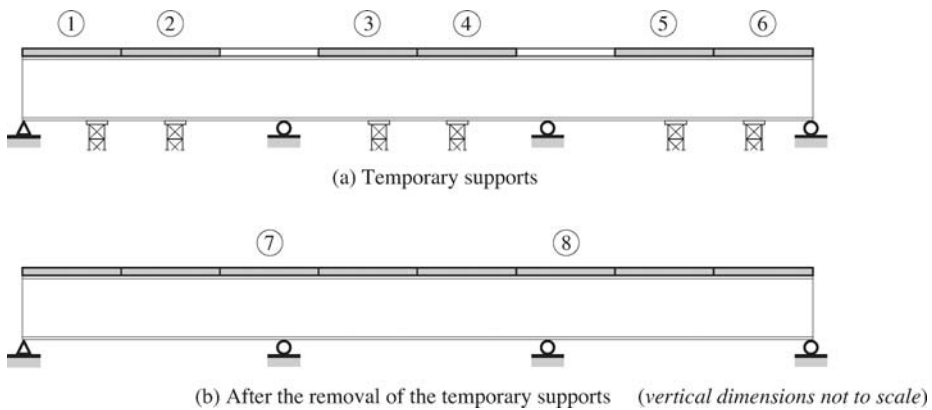 ① ② ③ ④ ⑤ ⑥
(a) Temporary supports
⑦ ⑧
(b) After the removal of the temporary supports (vertical dimensions not to scale)